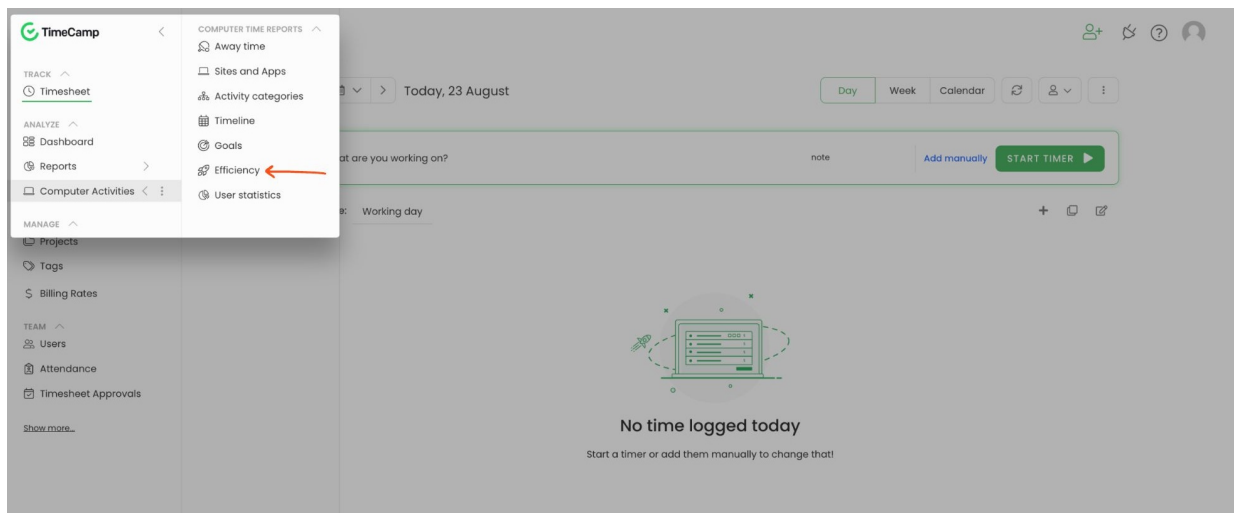 TimeCamp
TRACK
Timesheet
ANALYZE
Dashboard
Reports
Computer Activities
MANAGE
Projects
Tags
Billing Rates
TEAM
Users
Attendance
Timesheet Approvals
Show more...
COMPUTER TIME REPORTS
Away time
Sites and Apps
Activity categories
Timeline
Goals
Efficiency
User statistics
Today, 23 August
Day Week Calendar
at are you working on? note Add manually START TIMER
e: Working day
No time logged today
Start a timer or add them manually to change that!